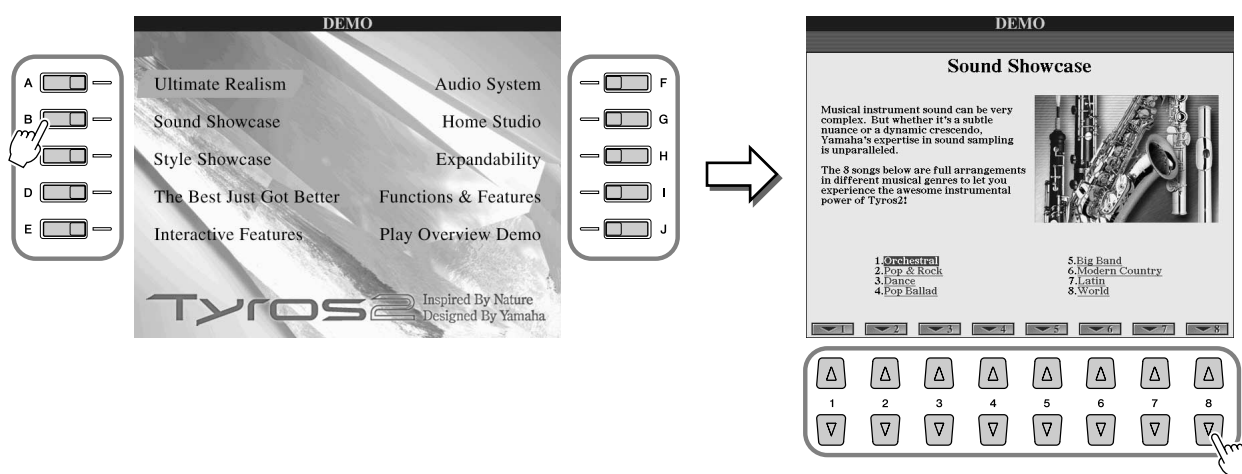 DEMO
A
B
D
E
Ultimate Realism
Sound Showcase
Style Showcase
The Best Just Got Better
Interactive Features
Audio System
Home Studio
Expandability
Functions & Features
Play Overview Demo
F
G
H
I
J
Tyros2
Inspired By Nature
Designed By Yamaha
DEMO
Sound Showcase
Musical instrument sound can be very
complex. But whether it's a subtle
nuance or a dynamic crescendo,
Yamaha's expertise in sound sampling
is unparalleled.
The 8 songs below are full arrangements
in different musical genres to let you
experience the awesome instrumental
power of Tyros2!
1.Orchestral
2.Pop & Rock
3.Dance
4.Pop Ballad
5.Big Band
6.Modern Country
7.Latin
8.World
1 2 3 4 5 6 7 8
1 2 3 4 5 6 7 8